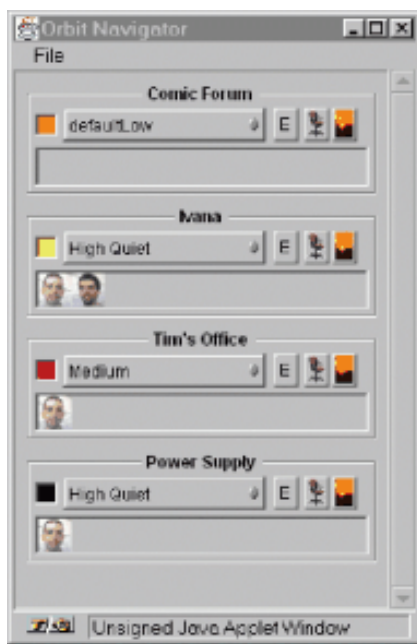 Orbit Navigator
File
Comic Forum
defaultLow
E
Ivana
High Quiet
E
Tim's Office
Medium
E
Power Supply
High Quiet
E
Unsigned Java Applet Window